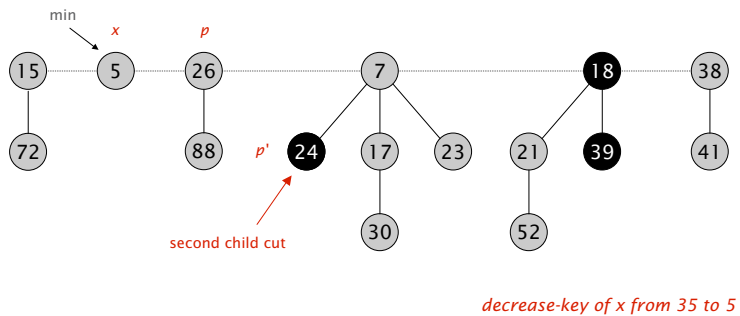 min
x
p
15
5
26
7
18
38
72
88
p'
24
17
23
21
39
41
second child cut
30
52
decrease-key of x from 35 to 5